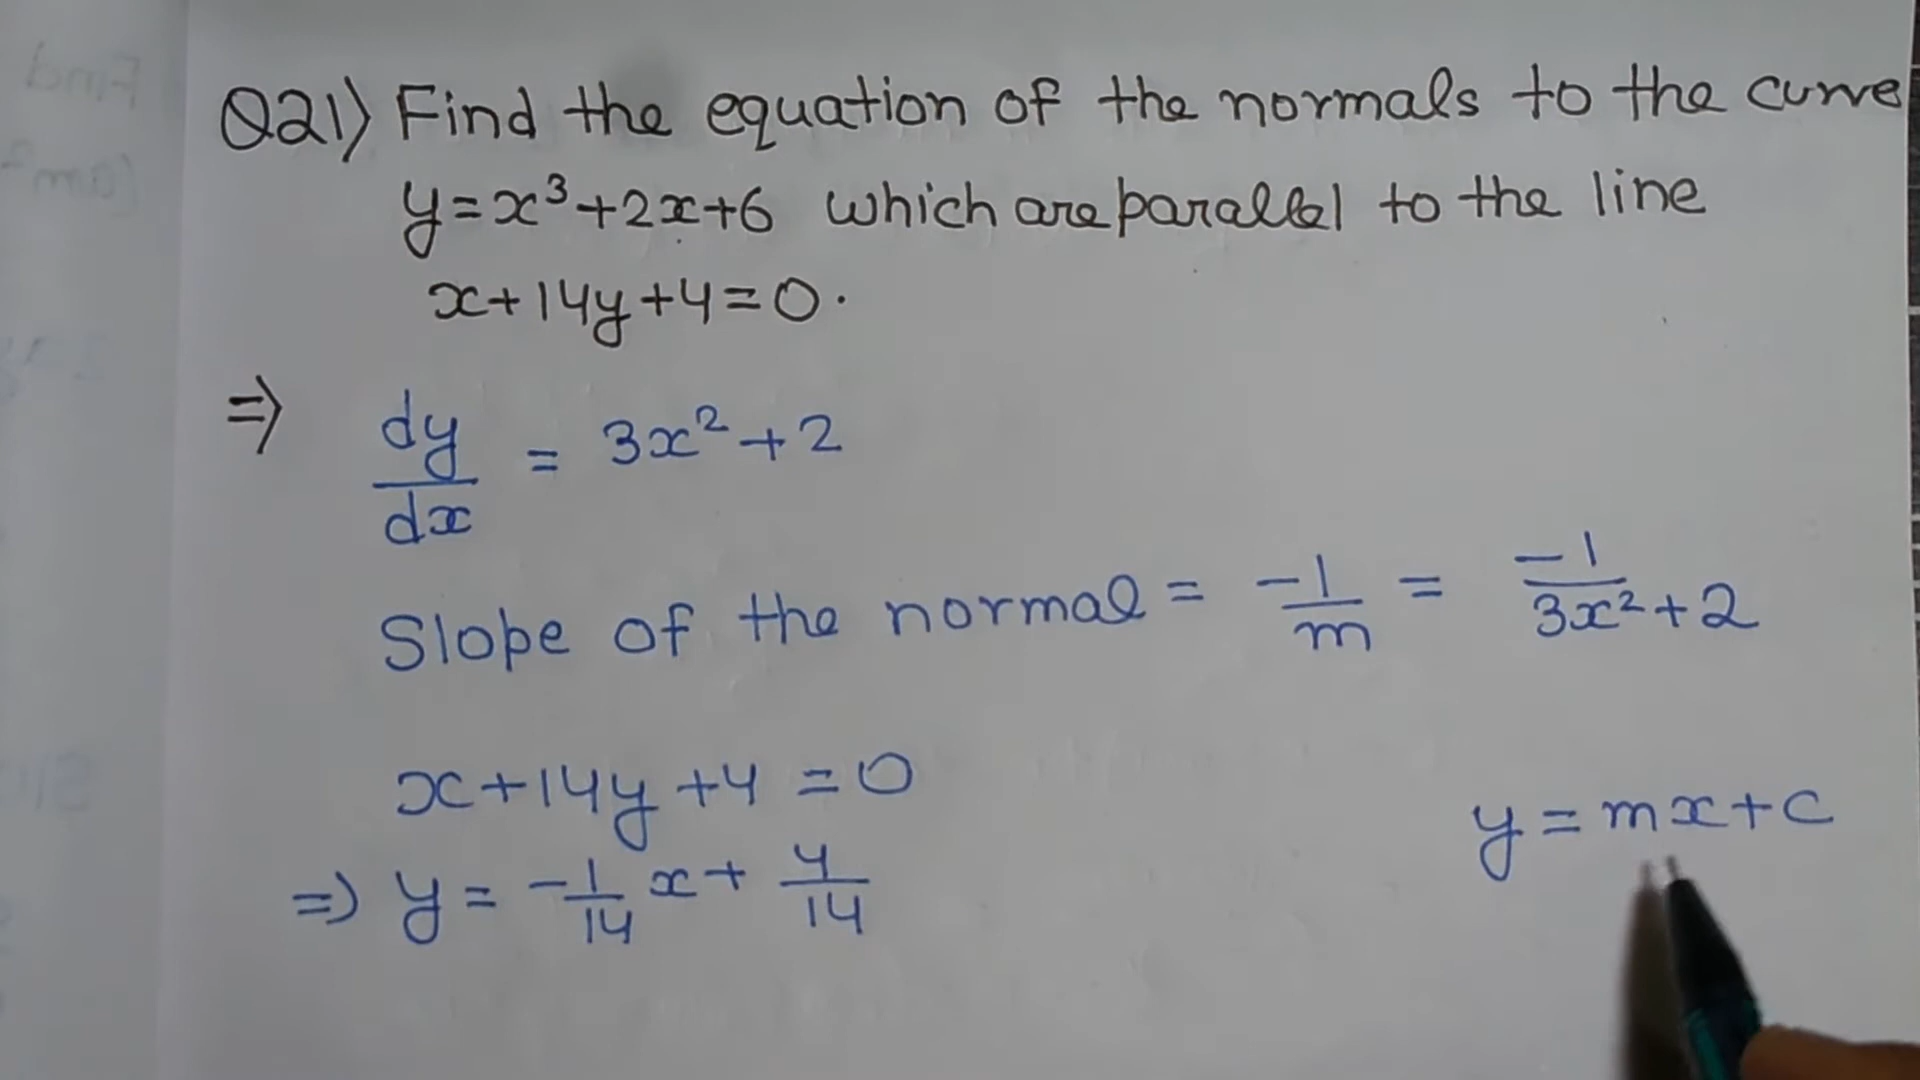 Q21) Find the equation of the normals to the curve
y=x³+2x+6 which are parallel to the line
x+14y+4=0.
⇒ dy/dx = 3x²+2
Slope of the normal = -1/m = -1/3x²+2
x+14y+4=0
y=mx+c
⇒ y = -1/14 x + 4/14